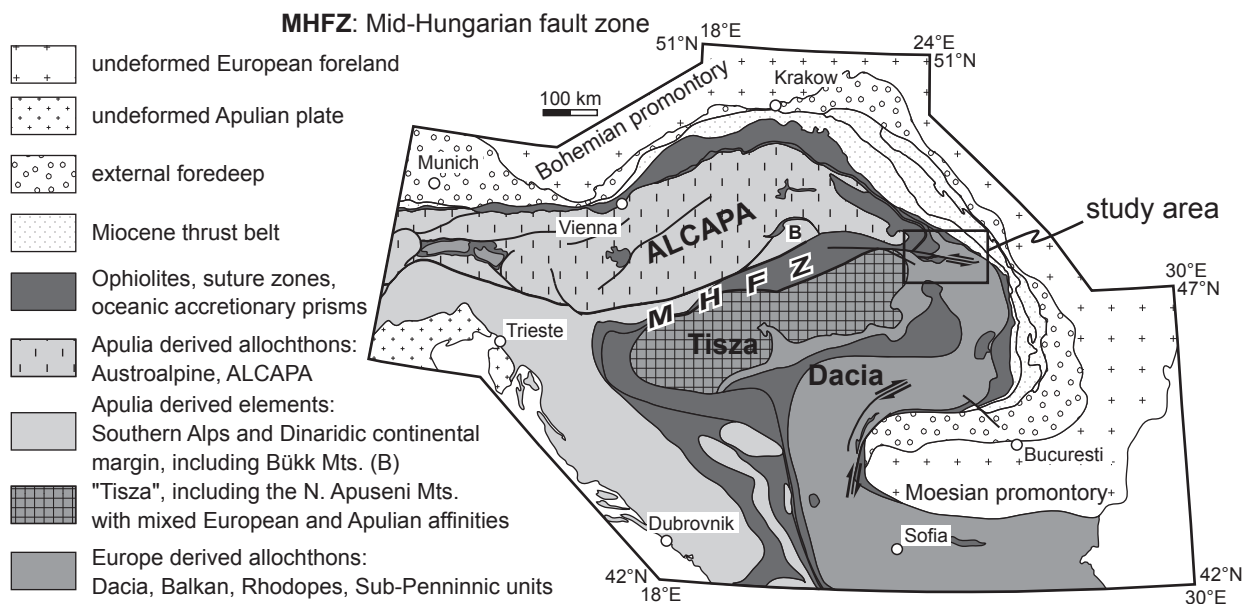 MHFZ: Mid-Hungarian fault zone
undeformed European foreland
undeformed Apulian plate
external foredeep
Miocene thrust belt
Ophiolites, suture zones,
oceanic accretionary prisms
Apulia derived allochthons:
Austroalpine, ALCAPA
Apulia derived elements:
Southern Alps and Dinaridic continental
margin, including Bükk Mts. (B)
"Tisza", including the N. Apuseni Mts.
with mixed European and Apulian affinities
Europe derived allochthons:
Dacia, Balkan, Rhodopes, Sub-Penninnic units
51°N
18°E
24°E
51°N
100 km
Krakow
Bohemian promontory
Munich
Vienna
ALCAPA
B
study area
M H F Z
30°E
47°N
Trieste
Tisza
Dacia
Bucuresti
Moesian promontory
Dubrovnik
Sofia
42°N
18°E
42°N
30°E